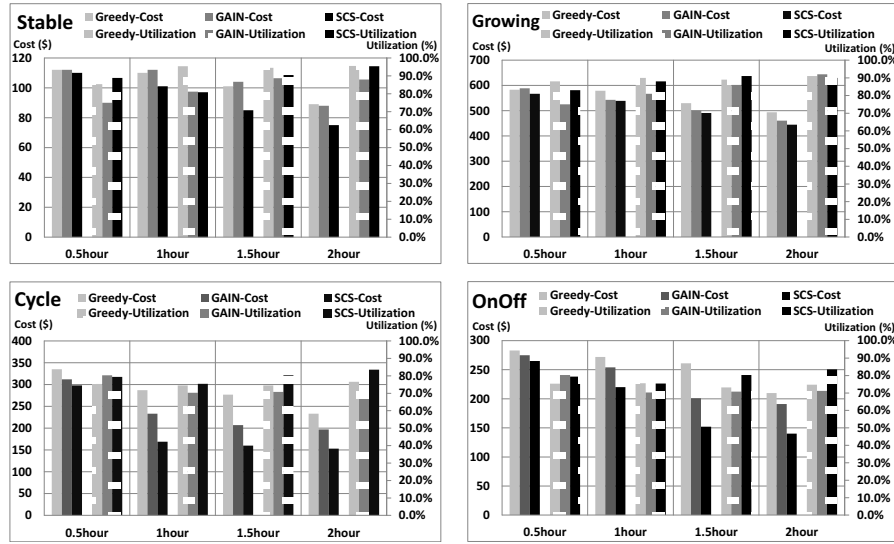 Stable
Greedy-Cost GAIN-Cost SCS-Cost
Greedy-Utilization GAIN-Utilization SCS-Utilization
Cost ($) Utilization (%)
120 100.0%
100 90.0%
80 80.0%
60 70.0%
40 60.0%
20 50.0%
0 40.0%
30.0%
20.0%
10.0%
0.0%
0.5hour 1hour 1.5hour 2hour
Growing
Greedy-Cost GAIN-Cost SCS-Cost
Greedy-Utilization GAIN-Utilization SCS-Utilization
Cost ($) Utilization (%)
700 100.0%
600 90.0%
500 80.0%
400 70.0%
300 60.0%
200 50.0%
100 40.0%
0 30.0%
20.0%
10.0%
0.0%
0.5hour 1hour 1.5hour 2hour
Cycle
Greedy-Cost GAIN-Cost SCS-Cost
Greedy-Utilization GAIN-Utilization SCS-Utilization
Cost ($) Utilization (%)
400 100.0%
350 90.0%
300 80.0%
250 70.0%
200 60.0%
150 50.0%
100 40.0%
50 30.0%
0 20.0%
10.0%
0.0%
0.5hour 1hour 1.5hour 2hour
OnOff
Greedy-Cost GAIN-Cost SCS-Cost
Greedy-Utilization GAIN-Utilization SCS-Utilization
Cost ($) Utilization (%)
300 100.0%
250 90.0%
200 80.0%
150 70.0%
100 60.0%
50 50.0%
0 40.0%
30.0%
20.0%
10.0%
0.0%
0.5hour 1hour 1.5hour 2hour